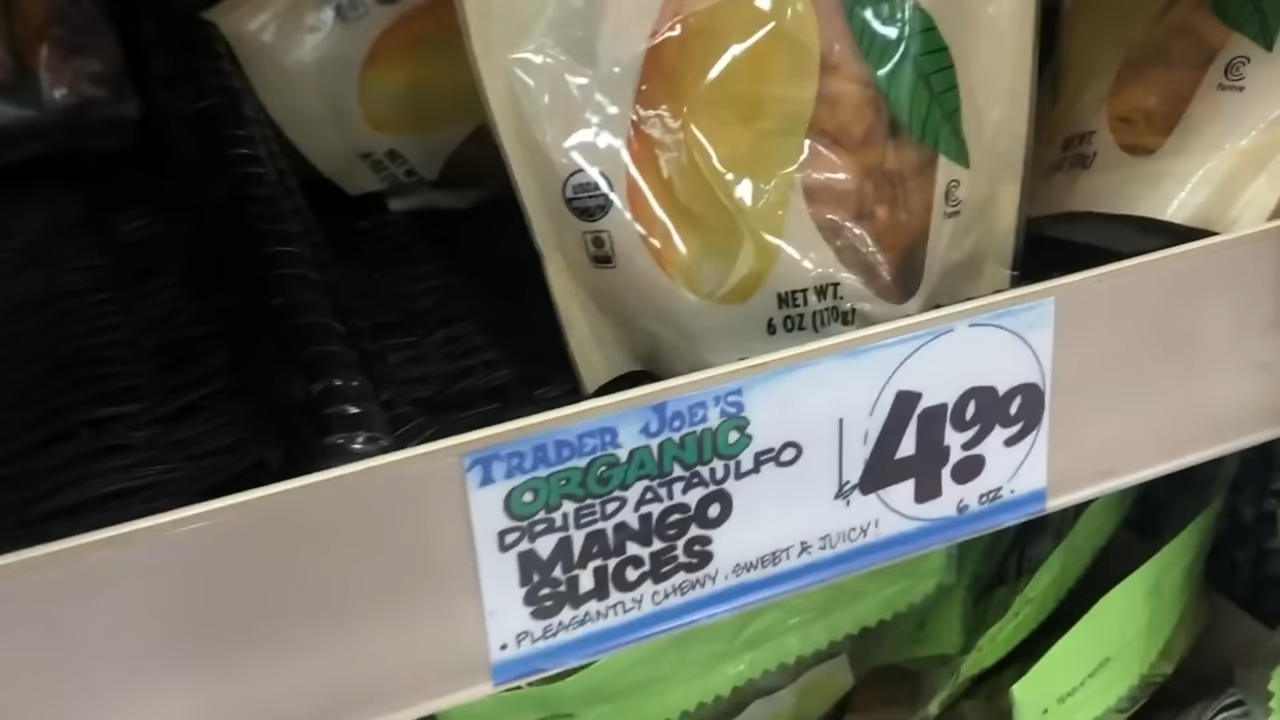 USDA
NET WT.
6 OZ (170g)
TRADER JOE'S
ORGANIC
DRIED ATAULFO
MANGO
SLICES
• PLEASANTLY CHEWY, SWEET & JUICY!
4.99
6 OZ.